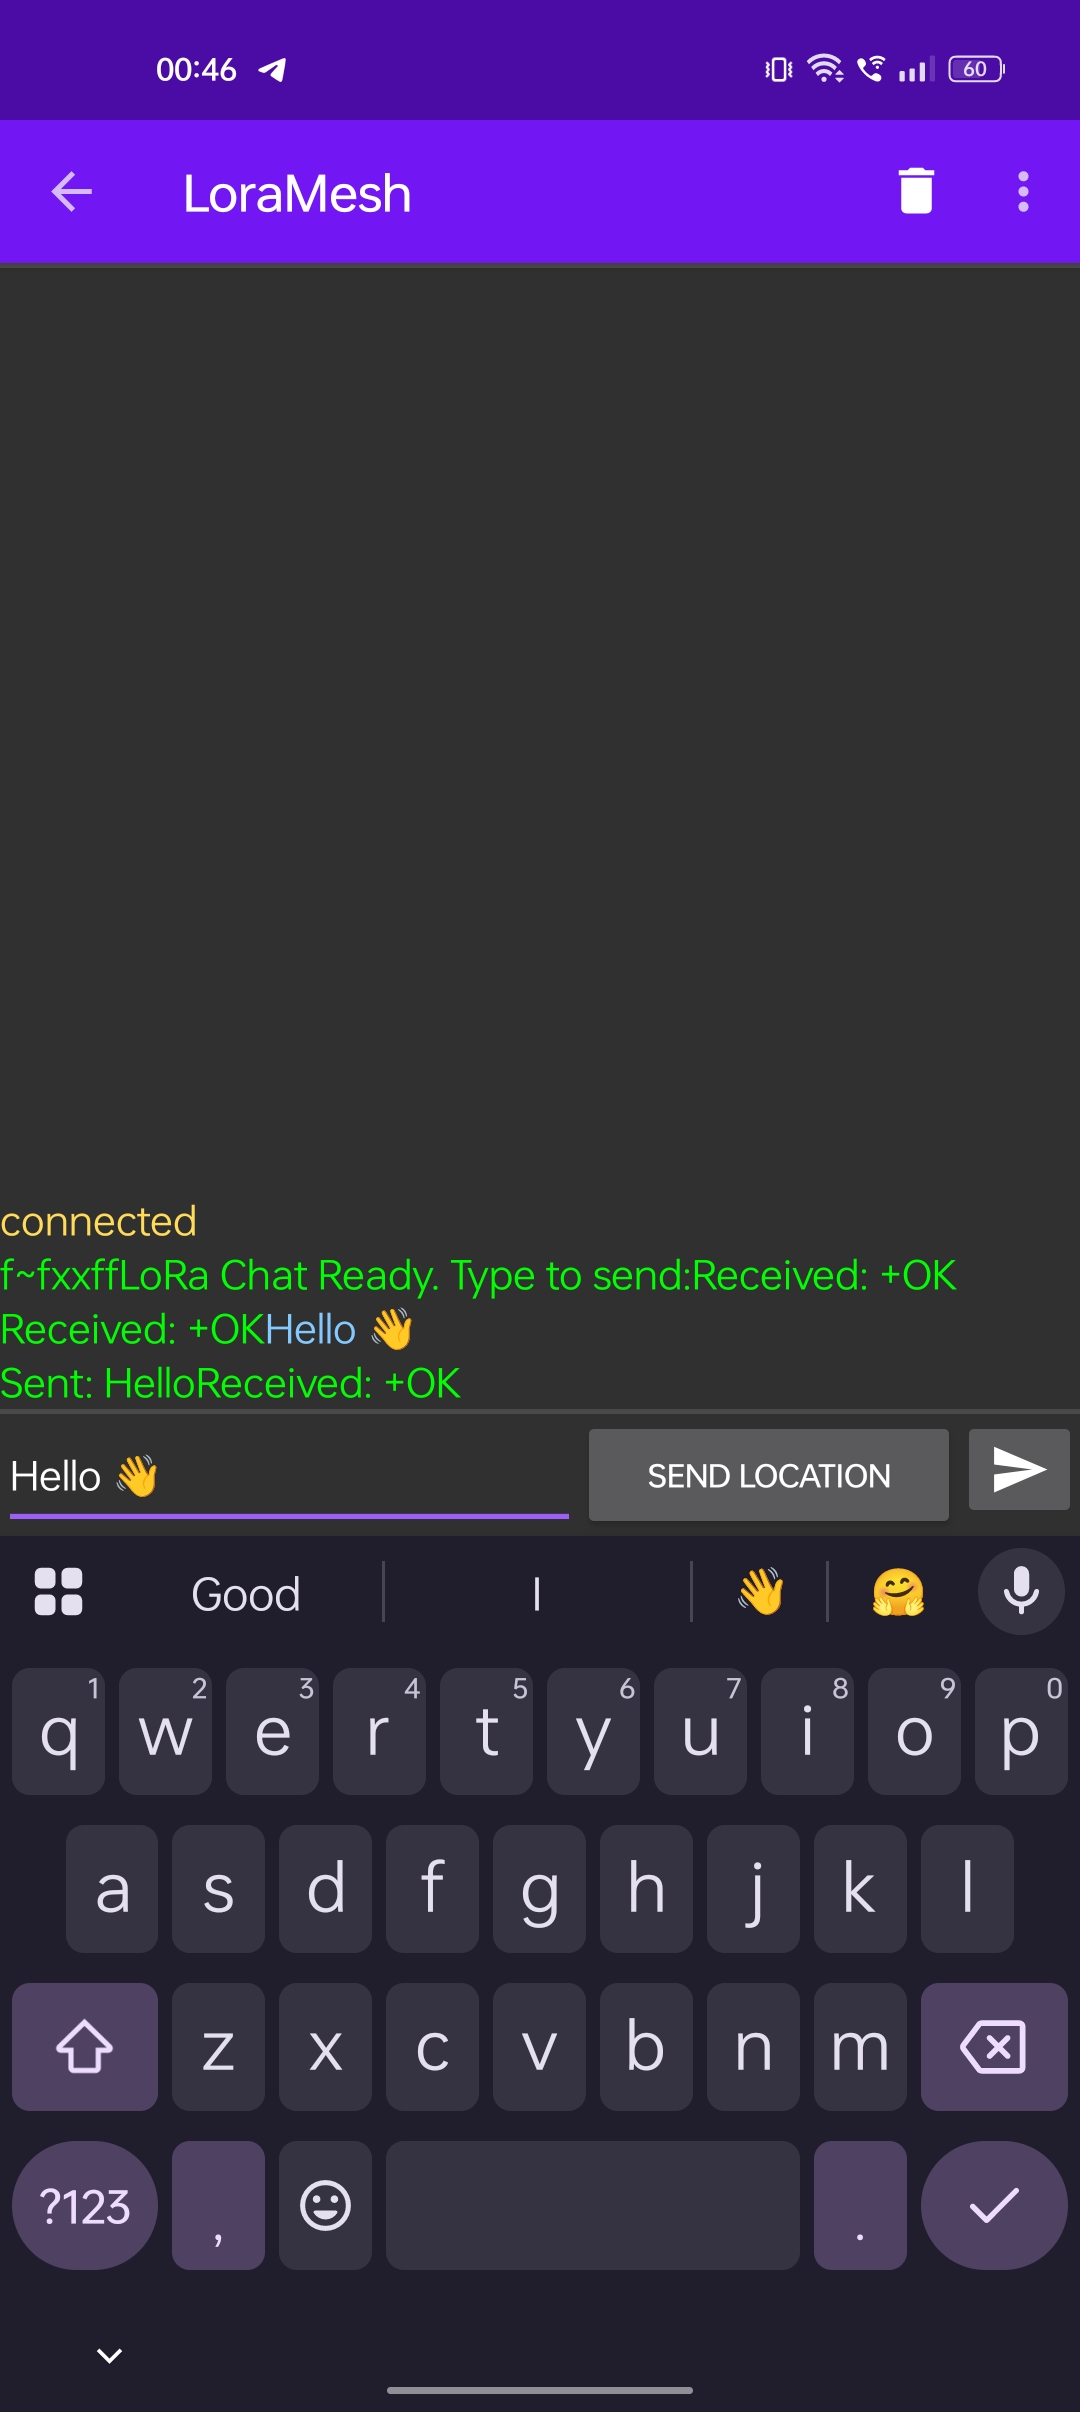 00:46
60
LoraMesh
connected
f~fxxffLoRa Chat Ready. Type to send:Received: +OK
Received: +OKHello 👋
Sent: HelloReceived: +OK
Hello 👋
SEND LOCATION
Good
I
👋
🤗
1 2 3 4 5 6 7 8 9 0
q w e r t y u i o p
a s d f g h j k l
z x c v b n m
?123 , .